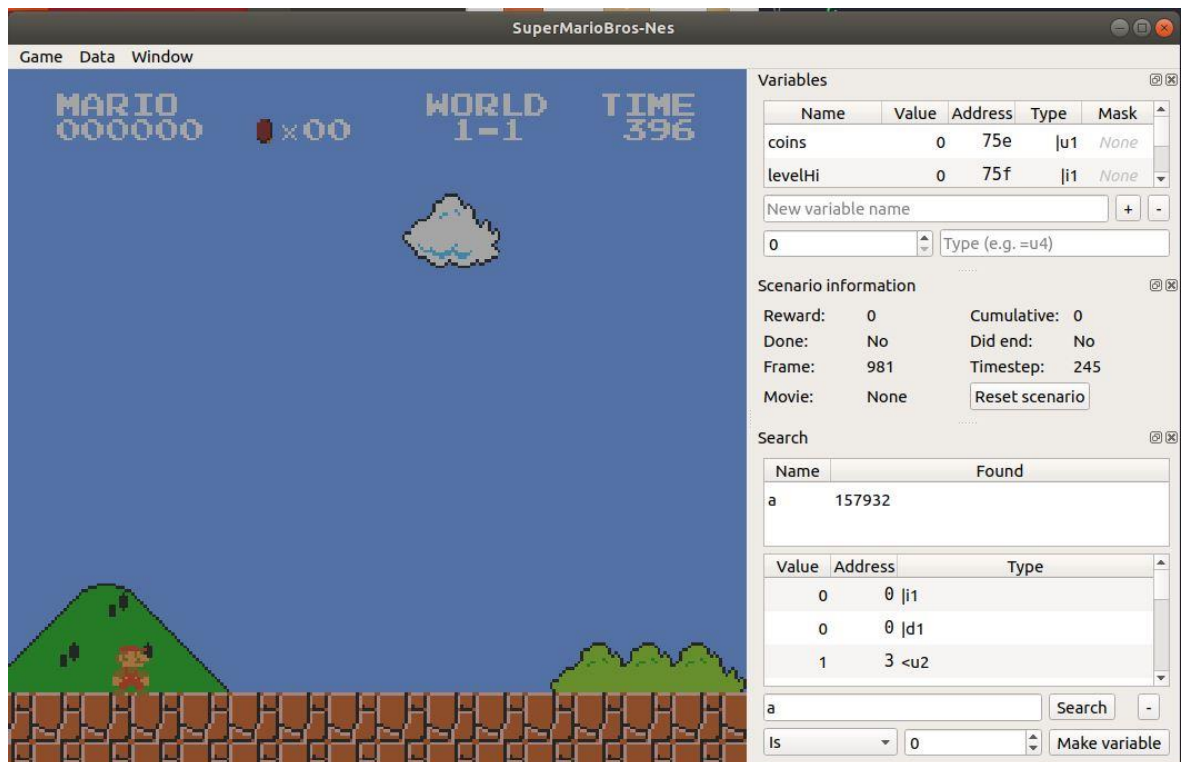 SuperMarioBros-Nes
Game Data Window
MARIO WORLD TIME
000000 ×00 1-1 396
Variables
Name Value Address Type Mask
coins 0 75e |u1 None
levelHi 0 75f |i1 None
New variable name + -
0 Type (e.g. =u4)
Scenario information
Reward: 0 Cumulative: 0
Done: No Did end: No
Frame: 981 Timestep: 245
Movie: None Reset scenario
Search
Name Found
a 157932
Value Address Type
0 0 |i1
0 0 |d1
1 3 <u2
a Search -
Is 0 Make variable